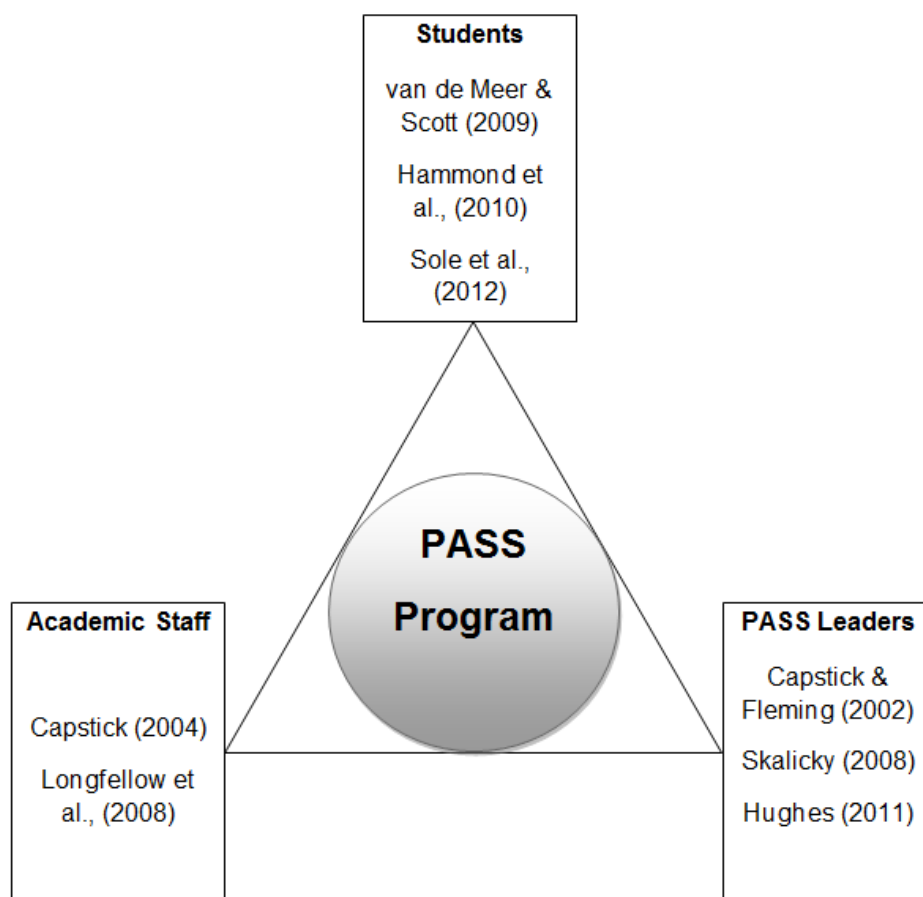 Students
van de Meer &
Scott (2009)
Hammond et
al., (2010)
Sole et al.,
(2012)
PASS
Program
Academic Staff
Capstick (2004)
Longfellow et
al., (2008)
PASS Leaders
Capstick &
Fleming (2002)
Skalicky (2008)
Hughes (2011)